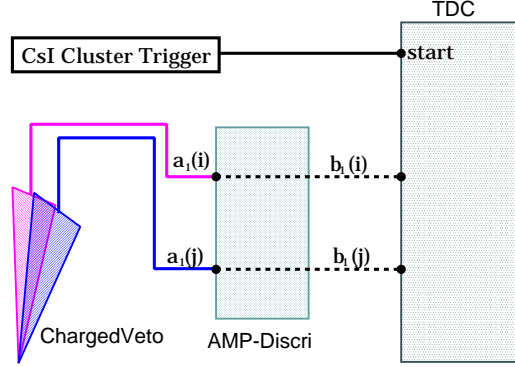 TDC
CsI Cluster Trigger
start
a₁(i)
b₁(i)
a₁(j)
b₁(j)
ChargedVeto
AMP-Discri